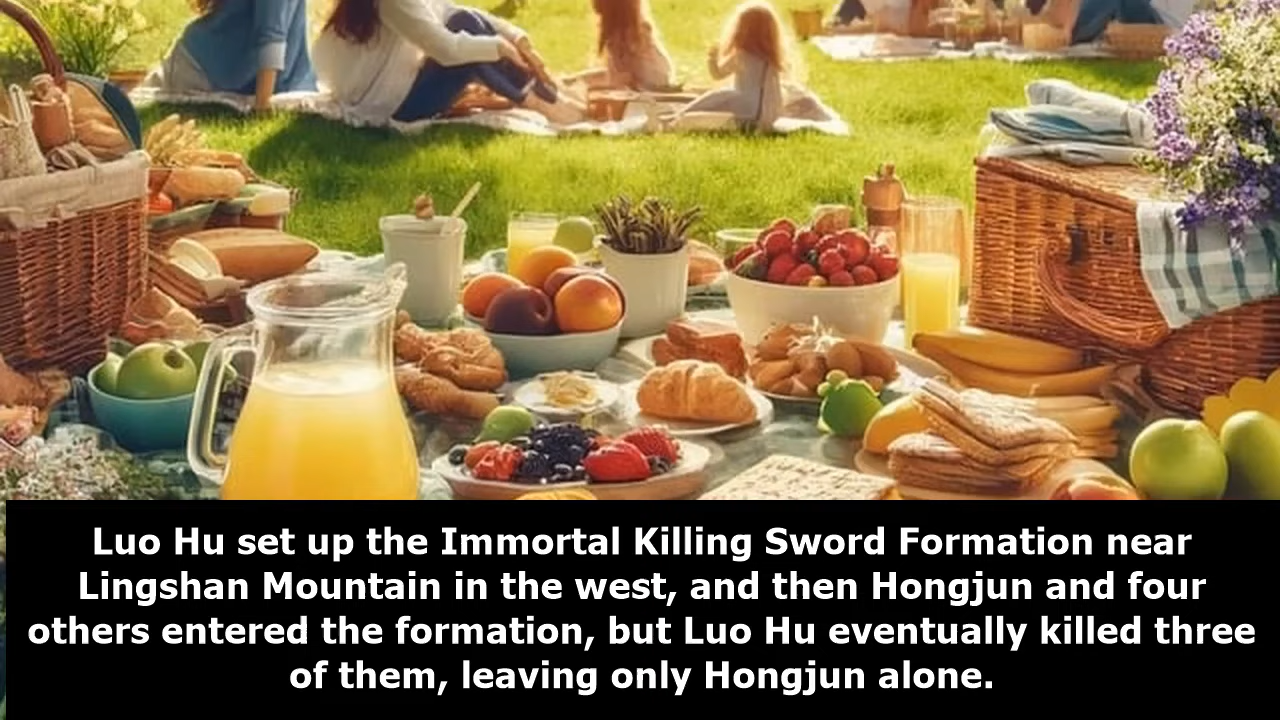 Luo Hu set up the Immortal Killing Sword Formation near
Lingshan Mountain in the west, and then Hongjun and four
others entered the formation, but Luo Hu eventually killed three
of them, leaving only Hongjun alone.